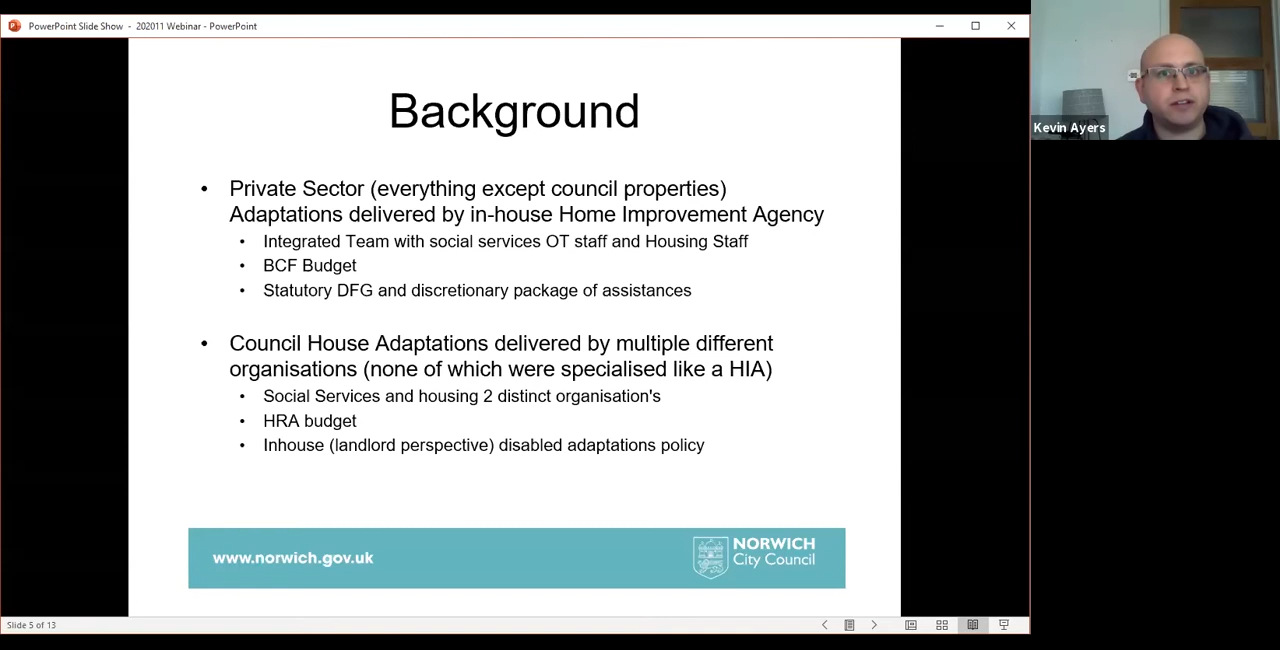 PowerPoint Slide Show - 202011 Webinar - PowerPoint
Kevin Ayers
Background
• Private Sector (everything except council properties)
Adaptations delivered by in-house Home Improvement Agency
• Integrated Team with social services OT staff and Housing Staff
• BCF Budget
• Statutory DFG and discretionary package of assistances
• Council House Adaptations delivered by multiple different
organisations (none of which were specialised like a HIA)
• Social Services and housing 2 distinct organisation's
• HRA budget
• Inhouse (landlord perspective) disabled adaptations policy
www.norwich.gov.uk
NORWICH
City Council
Slide 5 of 13